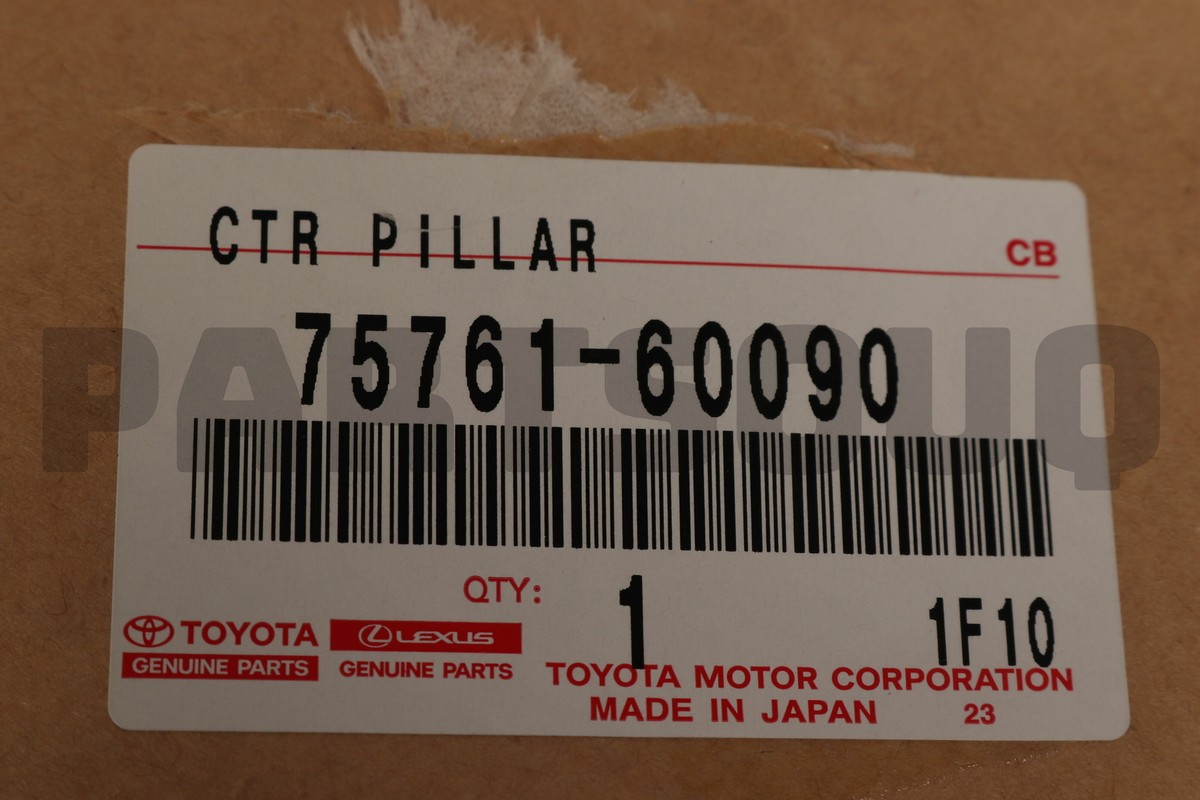 CTR PILLAR
CB
75761-60090
PARTSOUQ
QTY: 1
1F10
TOYOTA
GENUINE PARTS
LEXUS
GENUINE PARTS
TOYOTA MOTOR CORPORATION
MADE IN JAPAN 23